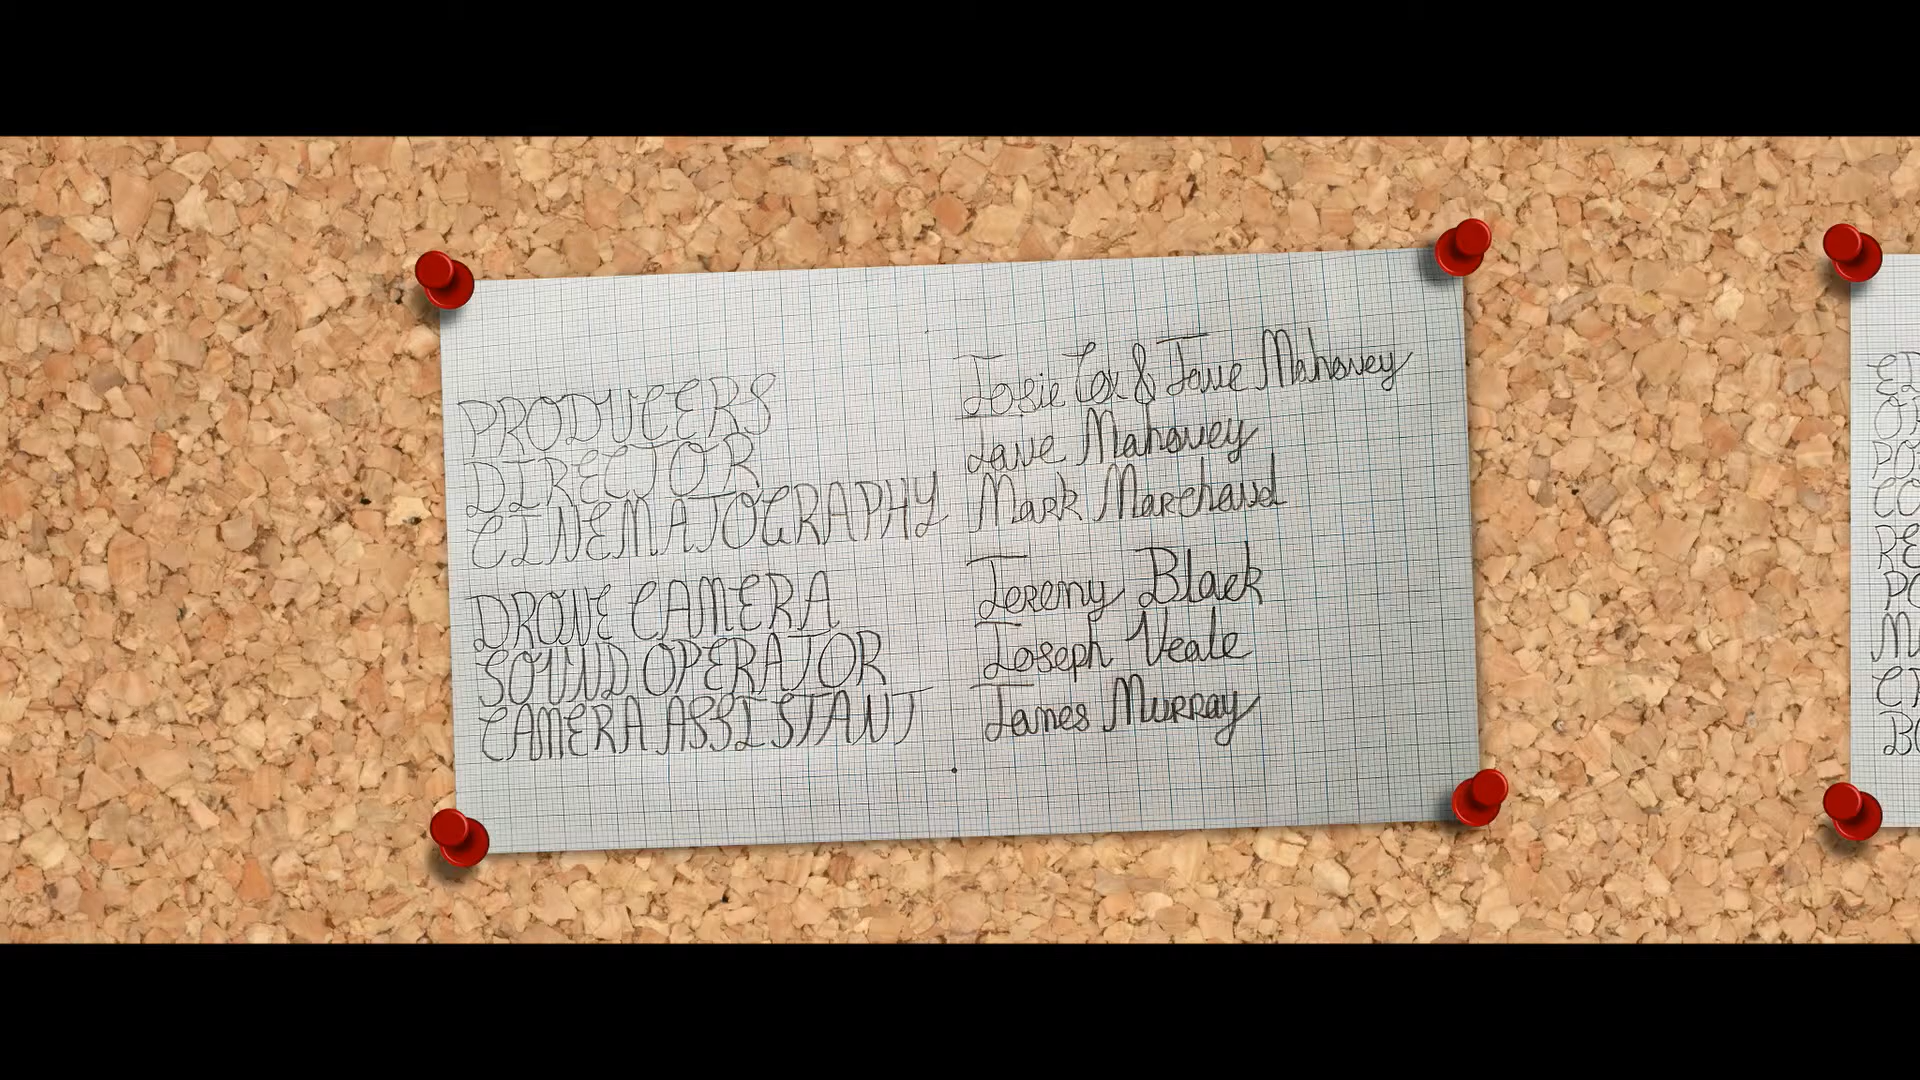 PRODUCERS Josie Cox & Jane Mahoney
DIRECTOR Jane Mahoney
CINEMATOGRAPHY Mark Marchand
DRONE CAMERA Jeremy Black
SOUND OPERATOR Joseph Veale
CAMERA ASSISTANT James Murray